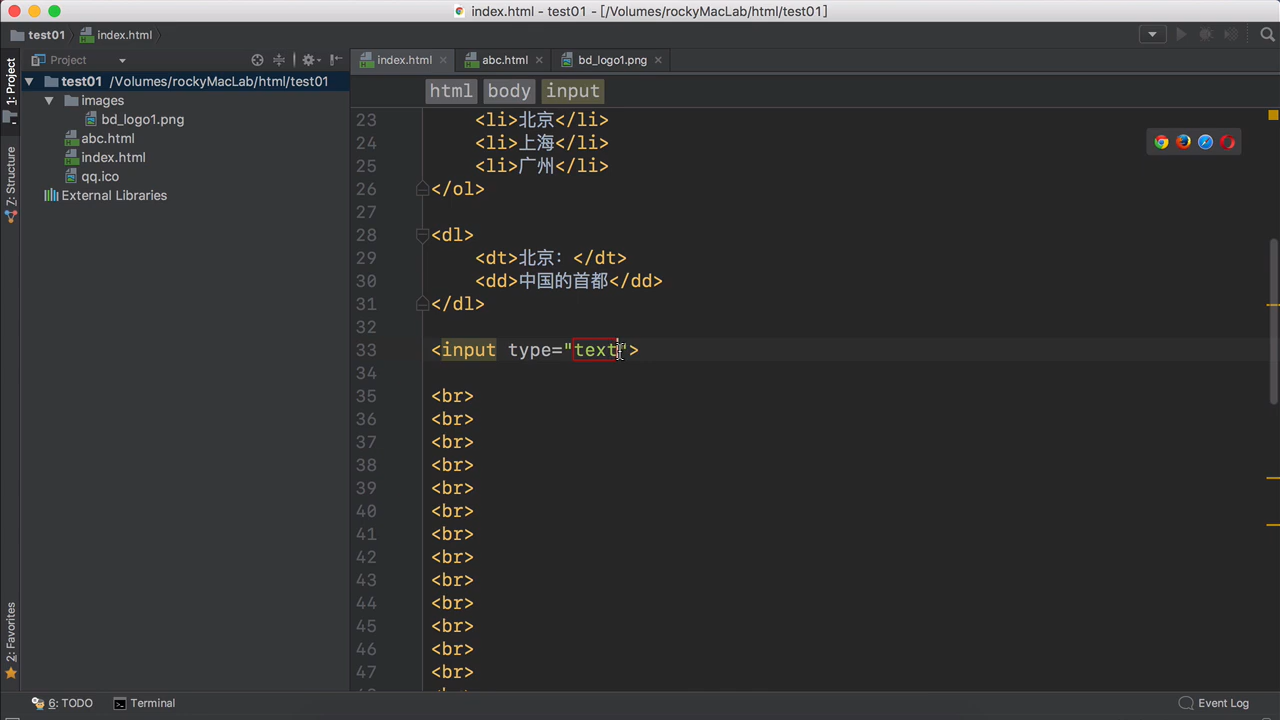 index.html - test01 - [/Volumes/rockyMacLab/html/test01]
test01 index.html
Project
index.html abc.html bd_logo1.png
1: Project
Z: Structure
2: Favorites
test01 /Volumes/rockyMacLab/html/test01
images
bd_logo1.png
abc.html
index.html
qq.ico
External Libraries
html body input
23 <li>北京</li>
24 <li>上海</li>
25 <li>广州</li>
26 </ol>
27
28 <dl>
29 <dt>北京：</dt>
30 <dd>中国的首都</dd>
31 </dl>
32
33 <input type="text">
34
35 <br>
36 <br>
37 <br>
38 <br>
39 <br>
40 <br>
41 <br>
42 <br>
43 <br>
44 <br>
45 <br>
46 <br>
47 <br>
6: TODO Terminal Event Log